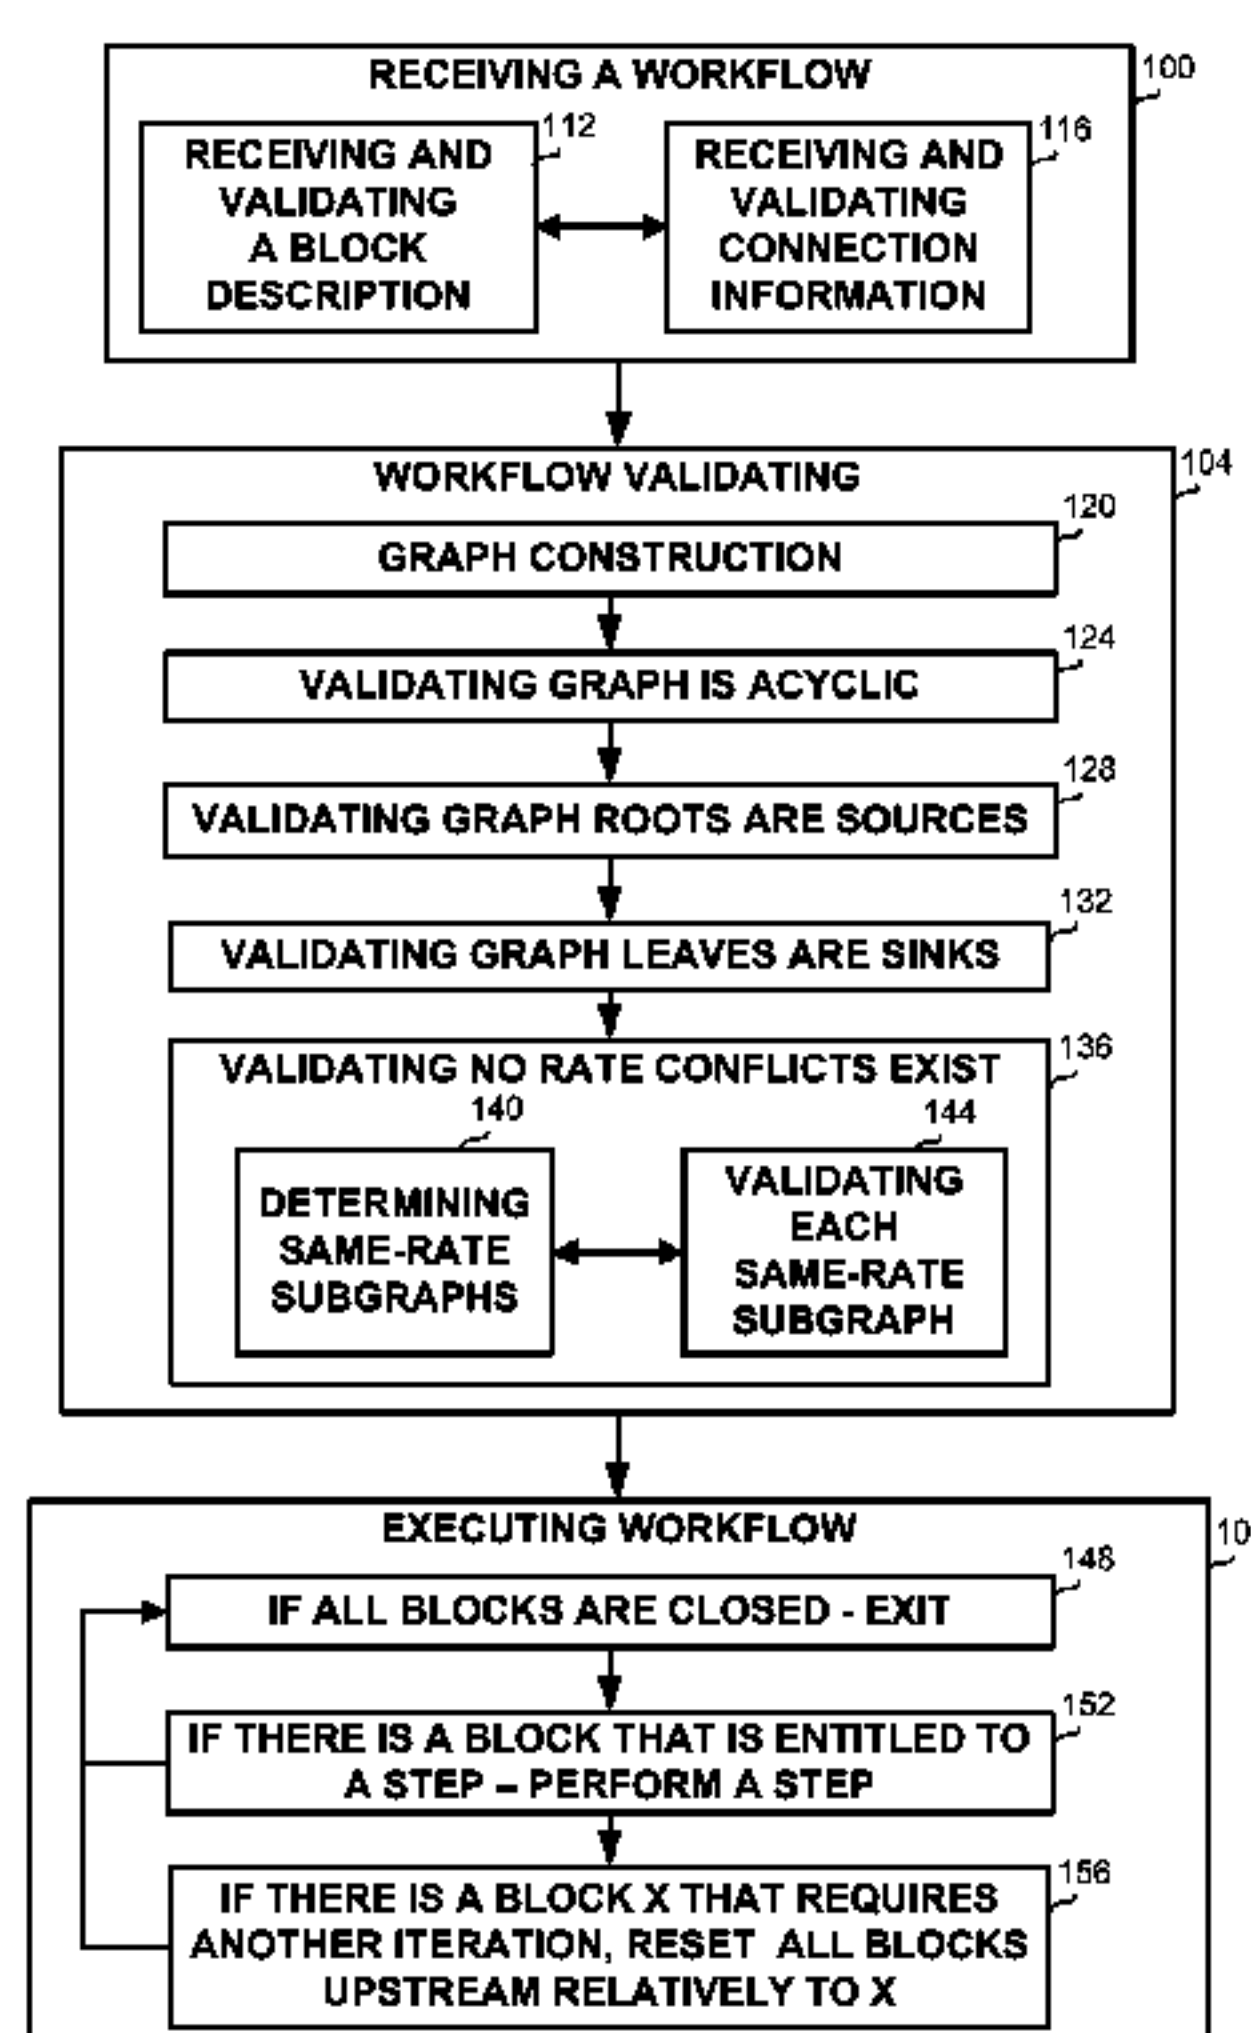 RECEIVING A WORKFLOW
100
112
RECEIVING AND
VALIDATING
A BLOCK
DESCRIPTION
116
RECEIVING AND
VALIDATING
CONNECTION
INFORMATION
WORKFLOW VALIDATING
104
120
GRAPH CONSTRUCTION
124
VALIDATING GRAPH IS ACYCLIC
128
VALIDATING GRAPH ROOTS ARE SOURCES
132
VALIDATING GRAPH LEAVES ARE SINKS
136
VALIDATING NO RATE CONFLICTS EXIST
140
DETERMINING
SAME-RATE
SUBGRAPHS
144
VALIDATING
EACH
SAME-RATE
SUBGRAPH
EXECUTING WORKFLOW
10
148
IF ALL BLOCKS ARE CLOSED - EXIT
152
IF THERE IS A BLOCK THAT IS ENTITLED TO
A STEP – PERFORM A STEP
156
IF THERE IS A BLOCK X THAT REQUIRES
ANOTHER ITERATION, RESET ALL BLOCKS
UPSTREAM RELATIVELY TO X